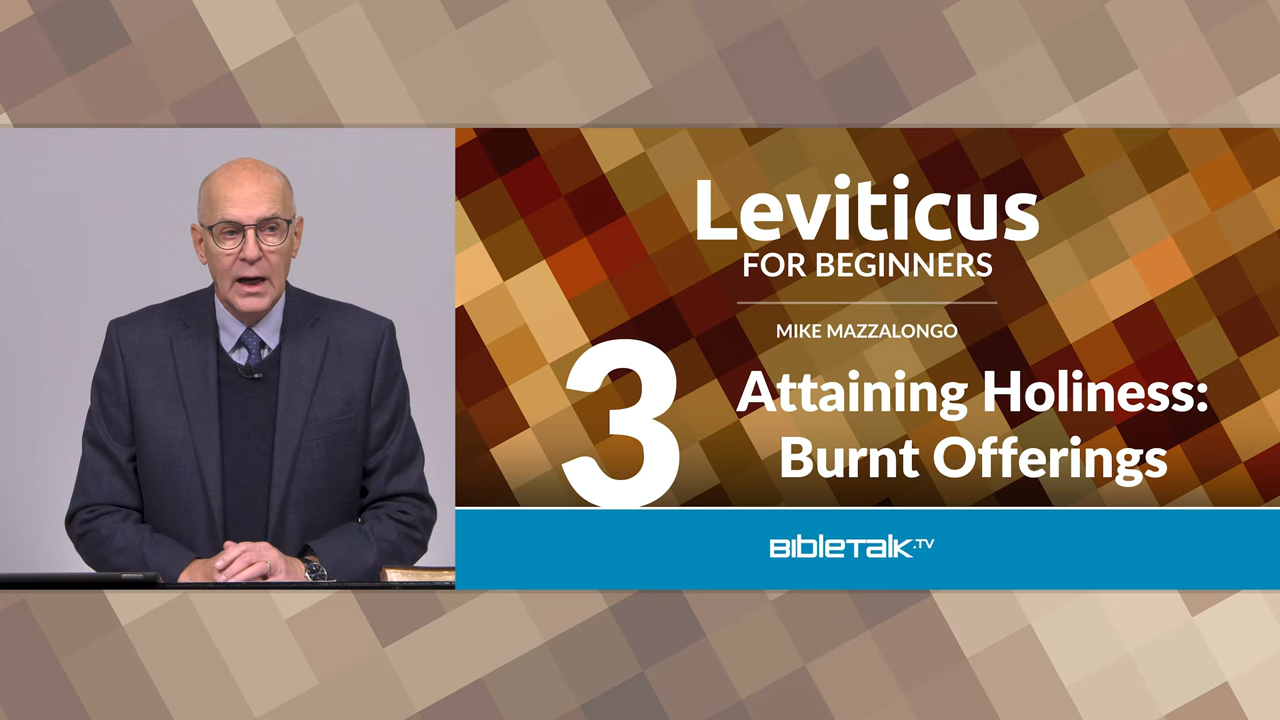 Leviticus
FOR BEGINNERS
MIKE MAZZALONGO
3
Attaining Holiness:
Burnt Offerings
BIBLETALK.TV